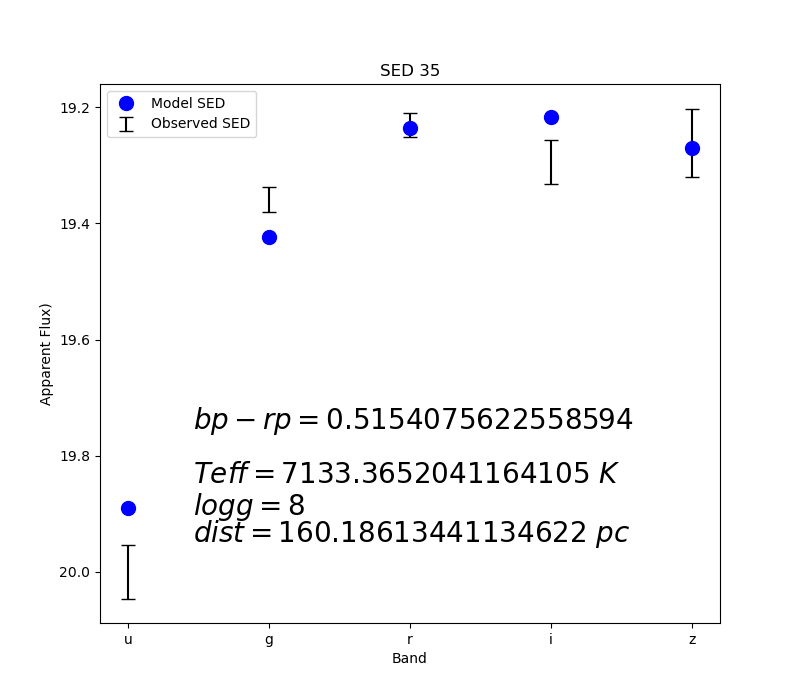 SED 35
Model SED
Observed SED
19.2
19.4
19.6
19.8
20.0
Apparent Flux)
bp − rp = 0.5154075622558594
Teff = 7133.3652041164105 K
logg = 8
dist = 160.18613441134622 pc
u g r i z
Band